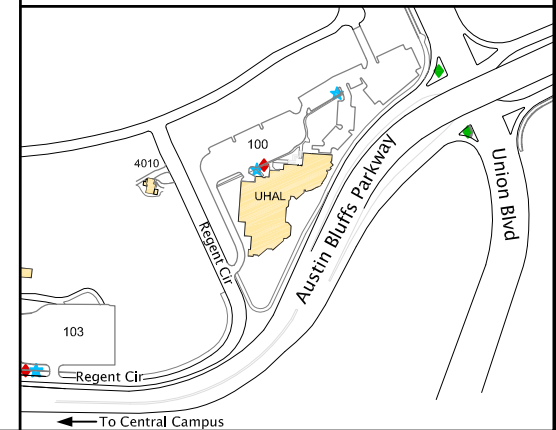 100
4010
UHAL
Austin Bluffs Parkway
Union Blvd
Regent Cir
103
Regent Cir
To Central Campus